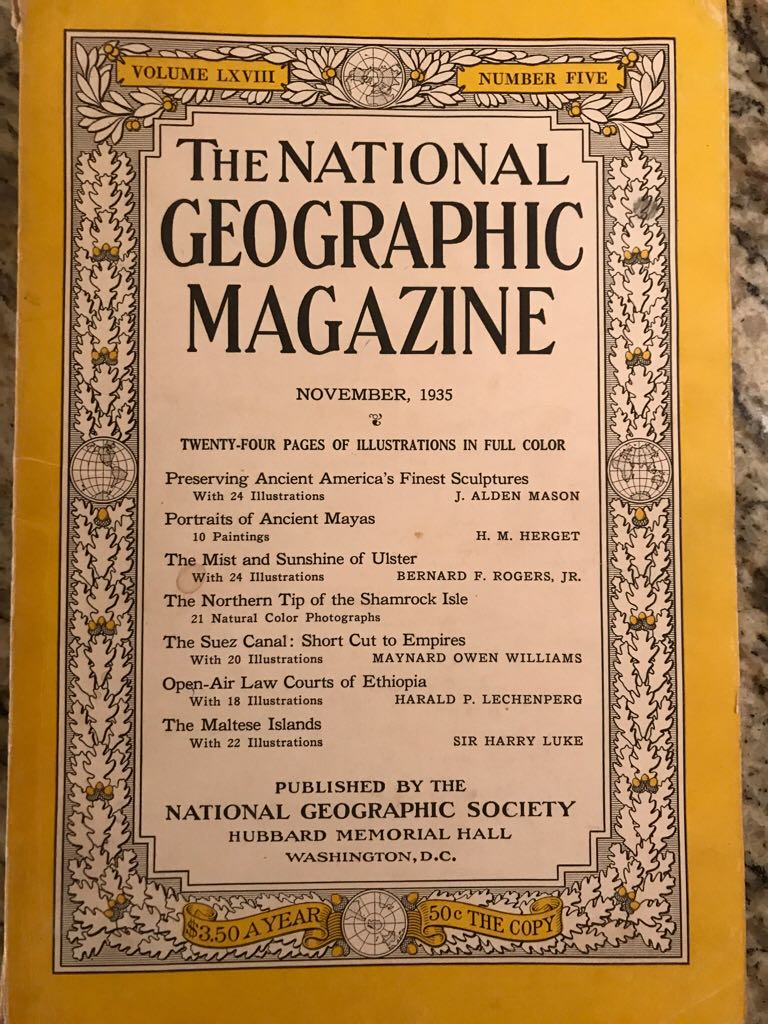 VOLUME LXVIII NUMBER FIVE
THE NATIONAL
GEOGRAPHIC
MAGAZINE
NOVEMBER, 1935
TWENTY-FOUR PAGES OF ILLUSTRATIONS IN FULL COLOR
Preserving Ancient America's Finest Sculptures
With 24 Illustrations J. ALDEN MASON
Portraits of Ancient Mayas
10 Paintings H. M. HERGET
The Mist and Sunshine of Ulster
With 24 Illustrations BERNARD F. ROGERS, JR.
The Northern Tip of the Shamrock Isle
21 Natural Color Photographs
The Suez Canal: Short Cut to Empires
With 20 Illustrations MAYNARD OWEN WILLIAMS
Open-Air Law Courts of Ethiopia
With 18 Illustrations HARALD P. LECHENPERG
The Maltese Islands
With 22 Illustrations SIR HARRY LUKE
PUBLISHED BY THE
NATIONAL GEOGRAPHIC SOCIETY
HUBBARD MEMORIAL HALL
WASHINGTON, D.C.
$3.50 A YEAR 50c THE COPY